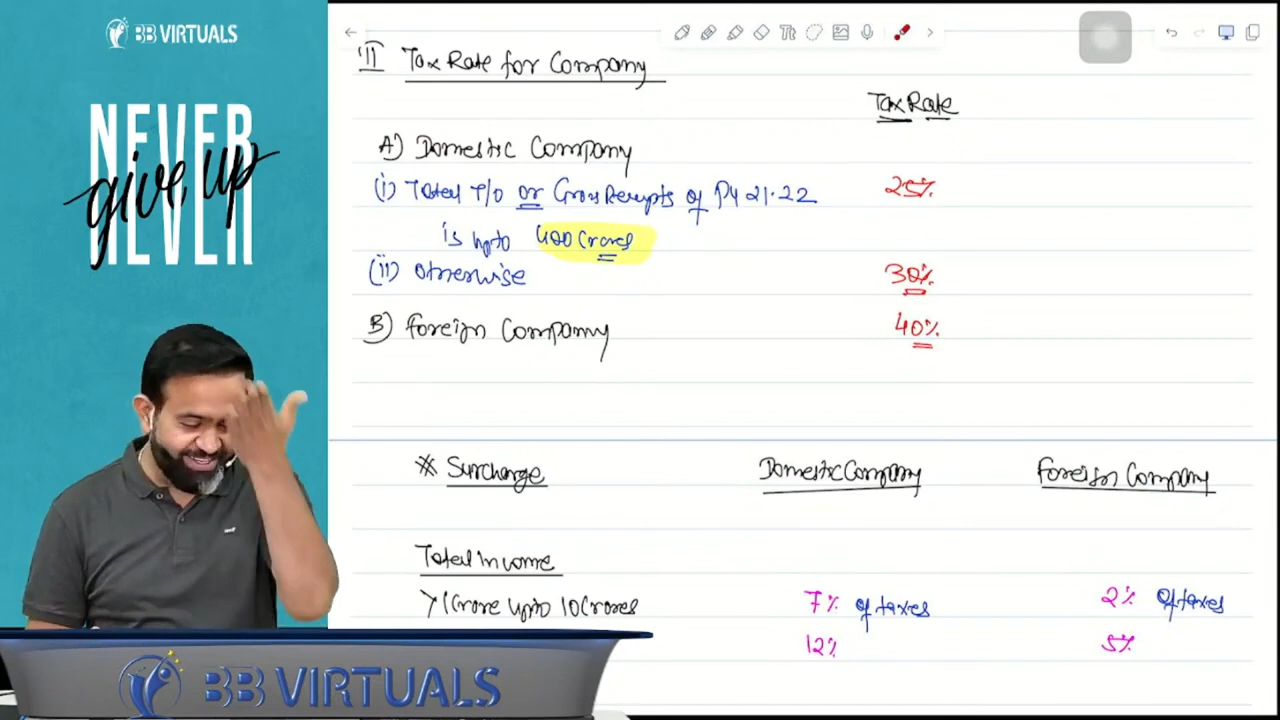 BB VIRTUALS
NEVER
give up
NEVER
III Tax Rate for Company
Tax Rate
A) Domestic Company
(i) Total T/O or Gross Receipts of PY 21-22 25%
is upto 400 Crores
(ii) Otherwise 30%
B) Foreign Company 40%
* Surcharge Domestic Company Foreign Company
Total Income
>1 Crore upto 10 Crores 7% of taxes 2% of taxes
12% 5%
BB VIRTUALS